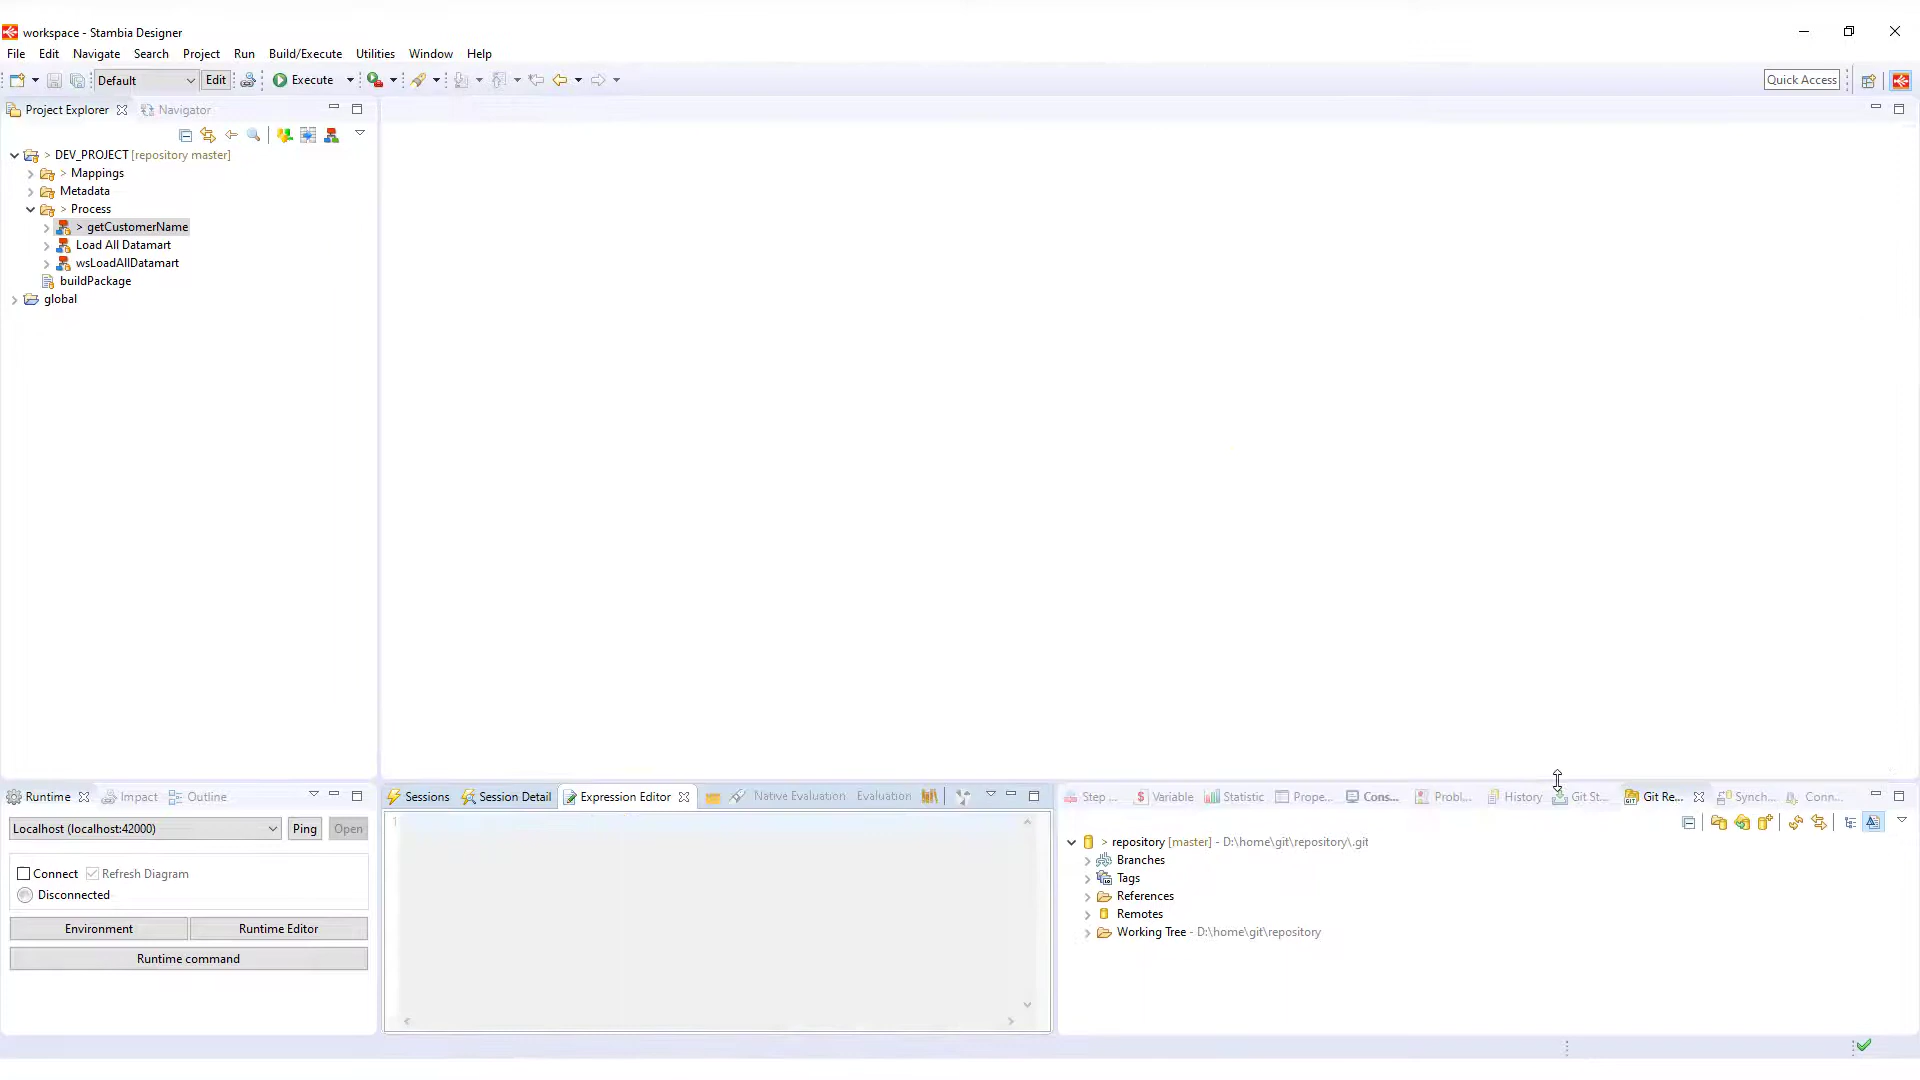 workspace - Stambia Designer
File Edit Navigate Search Project Run Build/Execute Utilities Window Help
Default Edit Execute Quick Access
Project Explorer Navigator
> DEV_PROJECT [repository master]
> Mappings
Metadata
> Process
> getCustomerName
Load All Datamart
wsLoadAllDatamart
buildPackage
global
Runtime Impact Outline
Localhost (localhost:42000) Ping Open
Connect Refresh Diagram
Disconnected
Environment Runtime Editor
Runtime command
Sessions Session Detail Expression Editor Native Evaluation Evaluation
1
Step ... Variable Statistic Prope... Cons... Probl... History Git St... Git Re... Synch... Conn...
> repository [master] - D:\home\git\repository\.git
Branches
Tags
References
Remotes
Working Tree - D:\home\git\repository